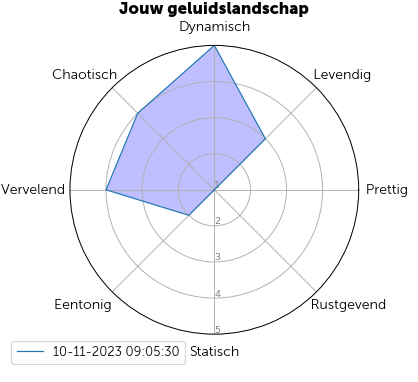 Jouw geluidslandschap
Dynamisch
Chaotisch
Levendig
Vervelend
1
Prettig
2
3
4
Eentonig
Rustgevend
5
10-11-2023 09:05:30
Statisch